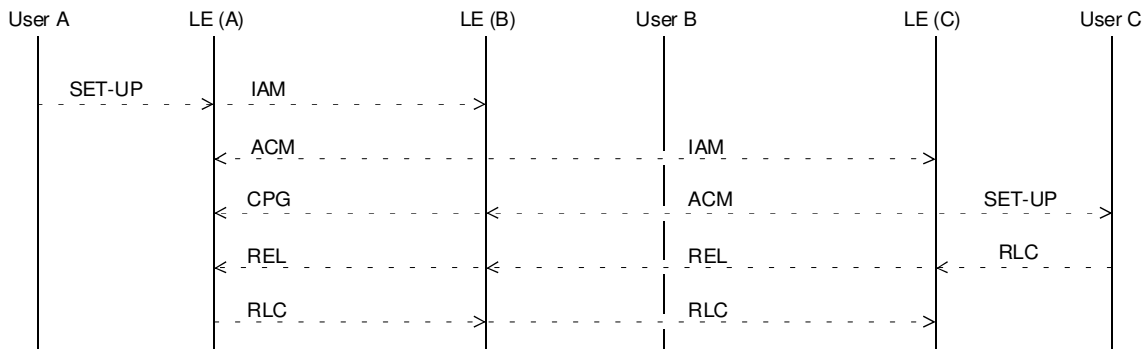 User A LE (A) LE (B) User B LE (C) User C
SET-UP IAM
ACM IAM
CPG ACM SET-UP
REL REL RLC
RLC RLC